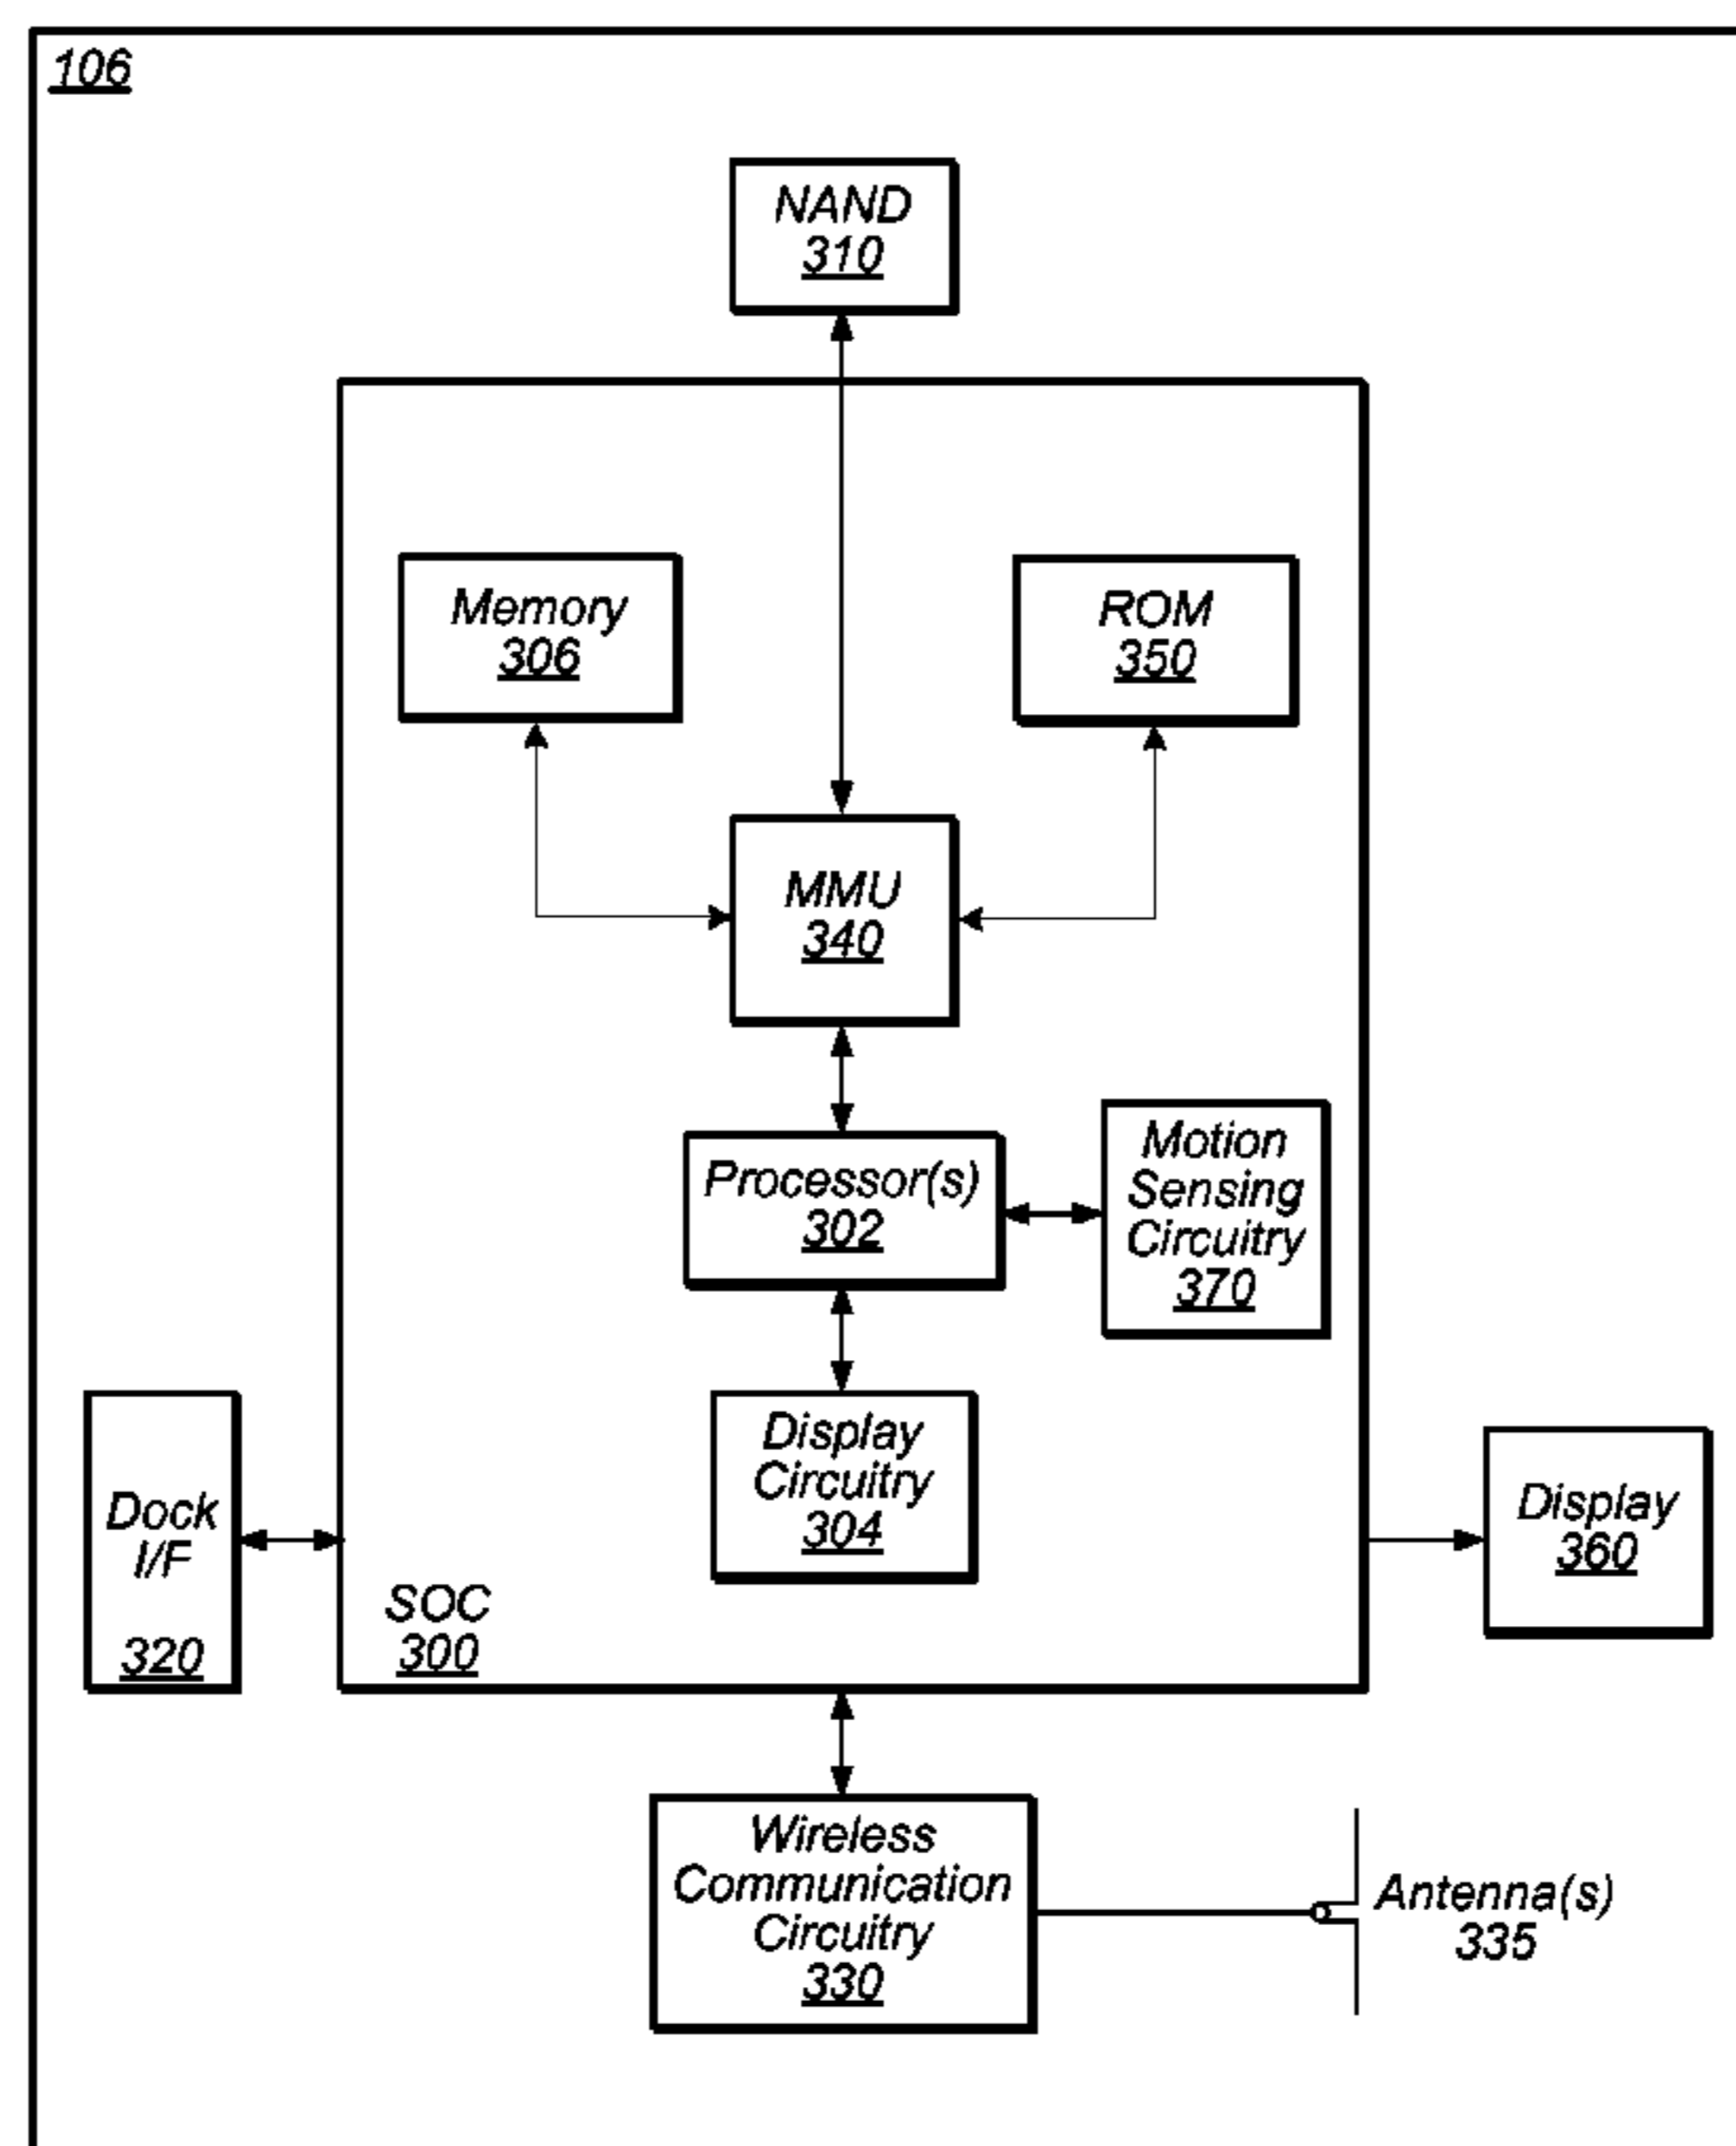 106
NAND
310
Memory
306
ROM
350
MMU
340
Processor(s)
302
Motion
Sensing
Circuitry
370
Display
Circuitry
304
Dock
I/F
320
SOC
300
Display
360
Wireless
Communication
Circuitry
330
Antenna(s)
335